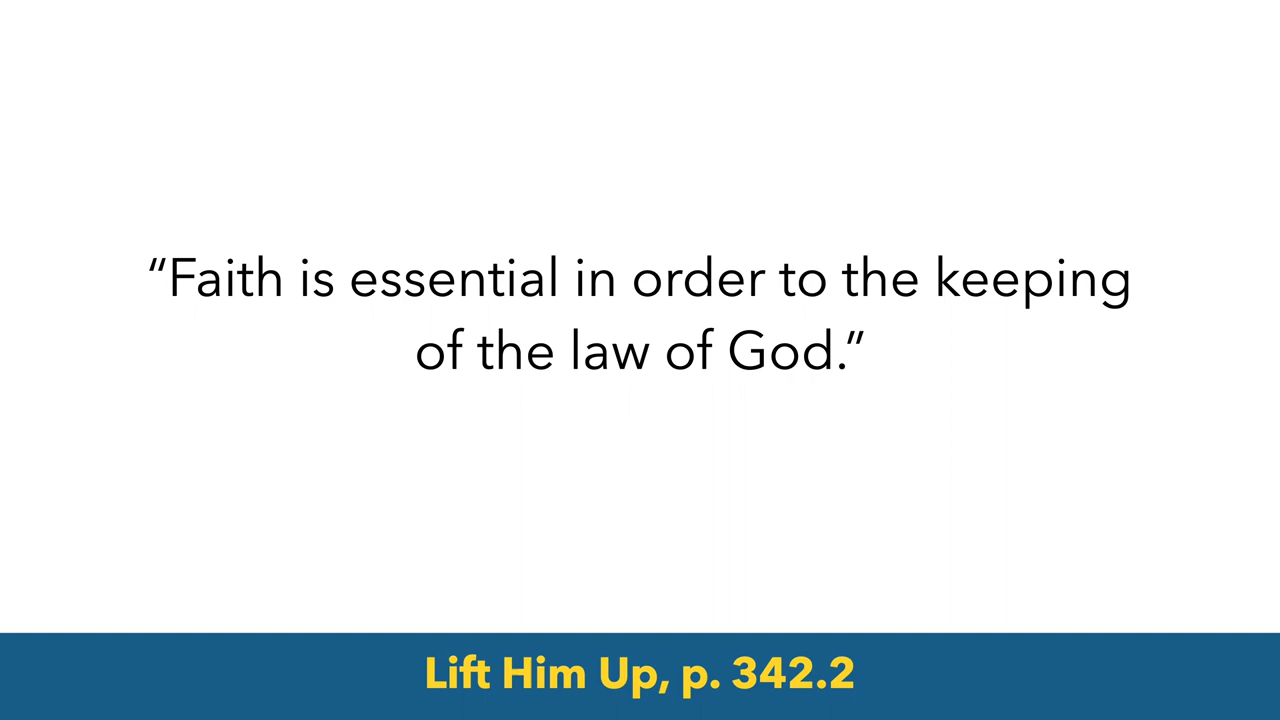 “Faith is essential in order to the keeping
of the law of God.”
Lift Him Up, p. 342.2